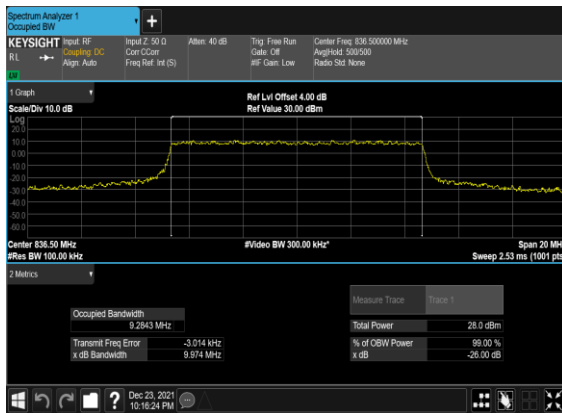 Spectrum Analyzer 1
Occupied BW
+
KEYSIGHT Input: RF Input Z: 50 Ω Atten: 40 dB Trig: Free Run Center Freq: 836.500000 MHz
RL Coupling: DC Corr CCorr Gate: Off Avg|Hold: 500/500
Align: Auto Freq Ref: Int (S) #IF Gain: Low Radio Std: None
1 Graph
Ref Lvl Offset 4.00 dB
Scale/Div 10.0 dB Ref Value 30.00 dBm
Log
20.0
10.0
0.00
-10.0
-20.0
-30.0
-40.0
-50.0
-60.0
Center 836.50 MHz #Video BW 300.00 kHz* Span 20 MH
#Res BW 100.00 kHz Sweep 2.53 ms (1001 pts
2 Metrics
Measure Trace Trace 1
Occupied Bandwidth
9.2843 MHz Total Power 28.0 dBm
Transmit Freq Error -3.014 kHz % of OBW Power 99.00 %
x dB Bandwidth 9.974 MHz x dB -26.00 dB
? Dec 23, 2021
10:16:24 PM